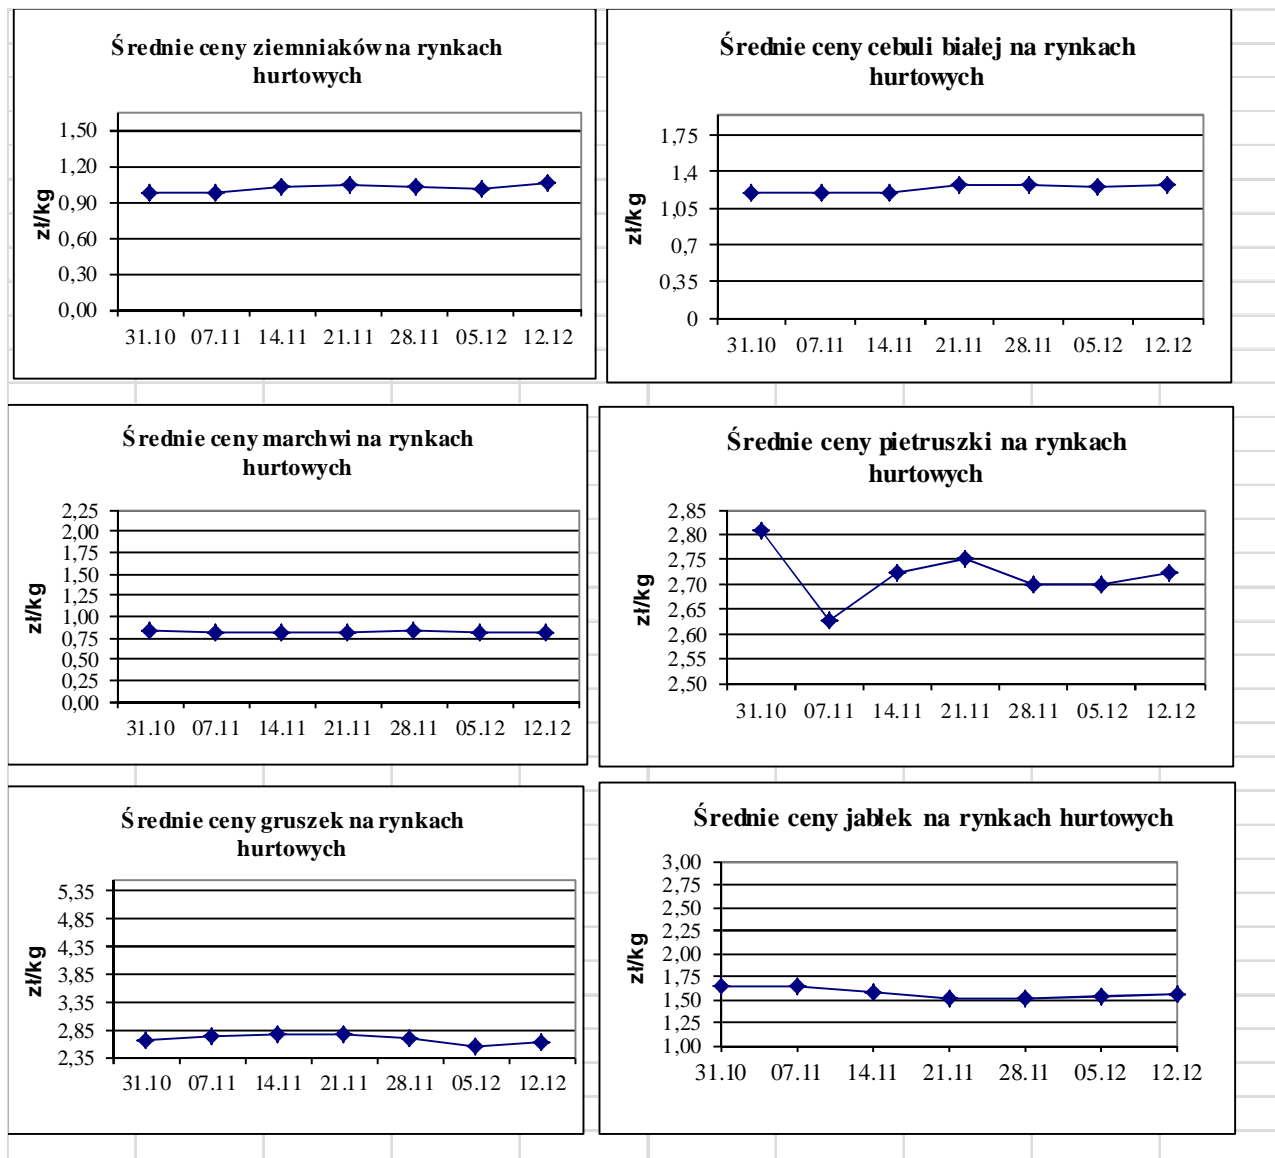 Średnie ceny ziemniaków na rynkach
hurtowych
zł/kg
1,50
1,20
0,90
0,60
0,30
0,00
31.10 07.11 14.11 21.11 28.11 05.12 12.12
Średnie ceny cebuli białej na rynkach
hurtowych
zł/kg
1,75
1,4
1,05
0,7
0,35
0
31.10 07.11 14.11 21.11 28.11 05.12 12.12
Średnie ceny marchwi na rynkach
hurtowych
zł/kg
2,25
2,00
1,75
1,50
1,25
1,00
0,75
0,50
0,25
0,00
31.10 07.11 14.11 21.11 28.11 05.12 12.12
Średnie ceny pietruszki na rynkach
hurtowych
zł/kg
2,85
2,80
2,75
2,70
2,65
2,60
2,55
2,50
31.10 07.11 14.11 21.11 28.11 05.12 12.12
Średnie ceny gruszek na rynkach
hurtowych
zł/kg
5,35
4,85
4,35
3,85
3,35
2,85
2,35
31.10 07.11 14.11 21.11 28.11 05.12 12.12
Średnie ceny jabłek na rynkach hurtowych
zł/kg
3,00
2,75
2,50
2,25
2,00
1,75
1,50
1,25
1,00
31.10 07.11 14.11 21.11 28.11 05.12 12.12